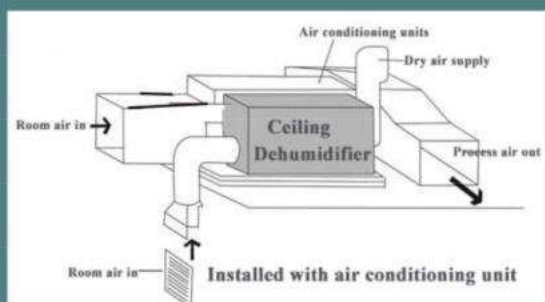 Air conditioning units
Dry air supply
Room air in
Ceiling
Dehumidifier
Process air out
Room air in
Installed with air conditioning unit